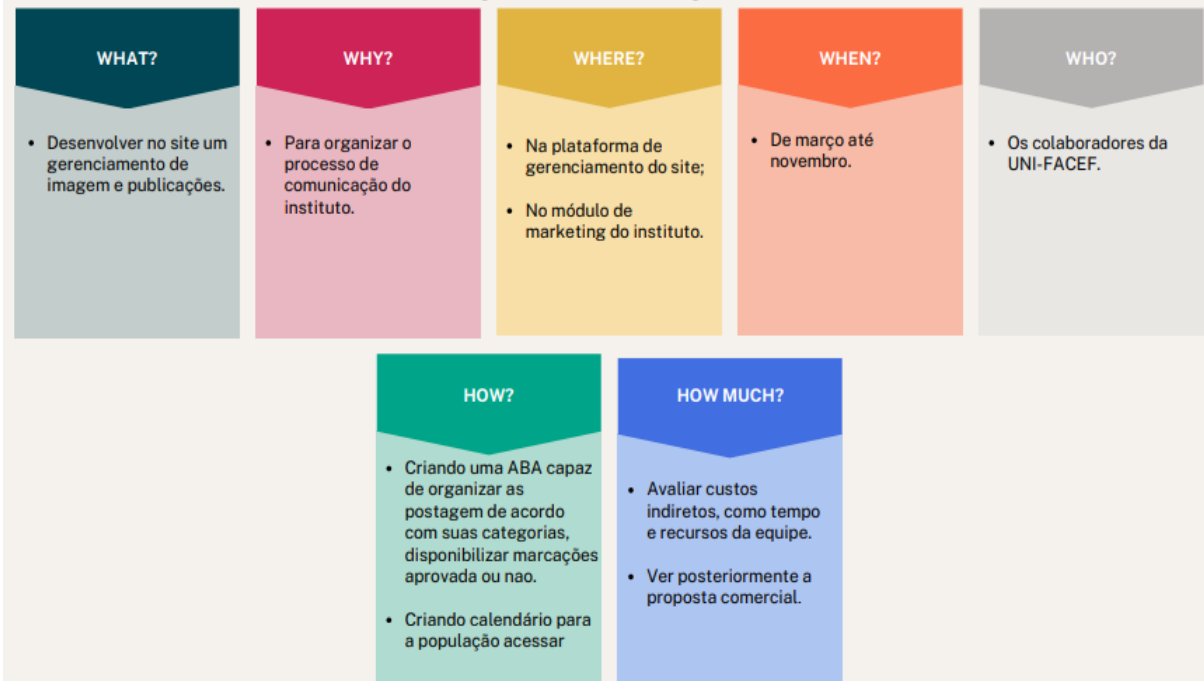 WHAT?
Desenvolver no site um
gerenciamento de
imagem e publicações.
WHY?
Para organizar o
processo de
comunicação do
instituto.
WHERE?
Na plataforma de
gerenciamento do site;
No módulo de
marketing do instituto.
WHEN?
De março até
novembro.
WHO?
Os colaboradores da
UNI-FACEF.
HOW?
Criando uma ABA capaz
de organizar as
postagem de acordo
com suas categorias,
disponibilizar marcações
aprovada ou nao.
Criando calendário para
a população acessar
HOW MUCH?
Avaliar custos
indiretos, como tempo
e recursos da equipe.
Ver posteriormente a
proposta comercial.